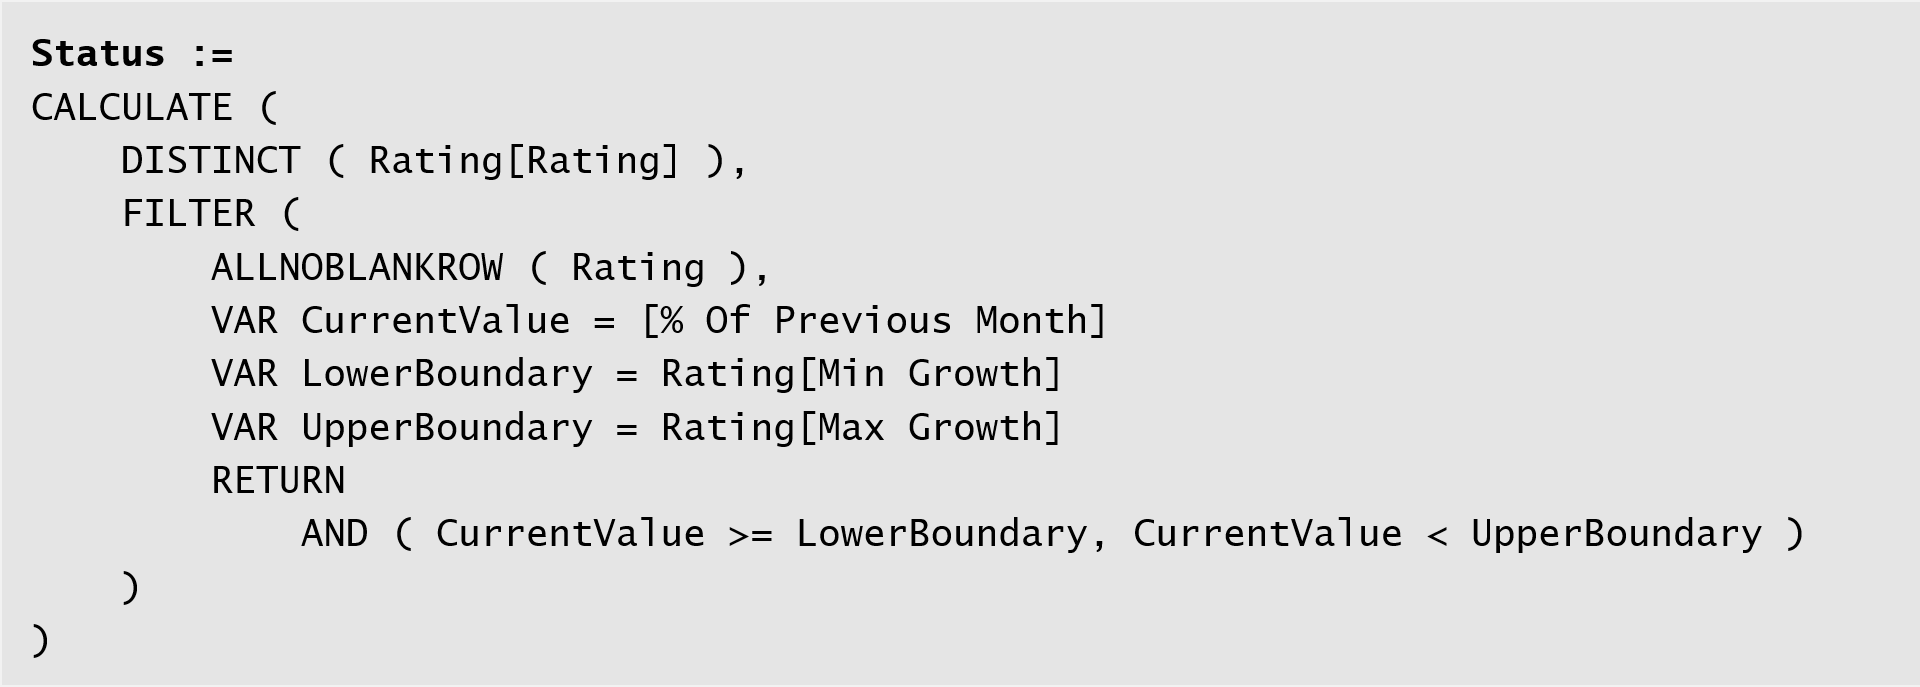 Status :=
CALCULATE (
    DISTINCT ( Rating[Rating] ),
    FILTER (
        ALLNOBLANKROW ( Rating ),
        VAR CurrentValue = [% Of Previous Month]
        VAR LowerBoundary = Rating[Min Growth]
        VAR UpperBoundary = Rating[Max Growth]
        RETURN
            AND ( CurrentValue >= LowerBoundary, CurrentValue < UpperBoundary )
    )
)